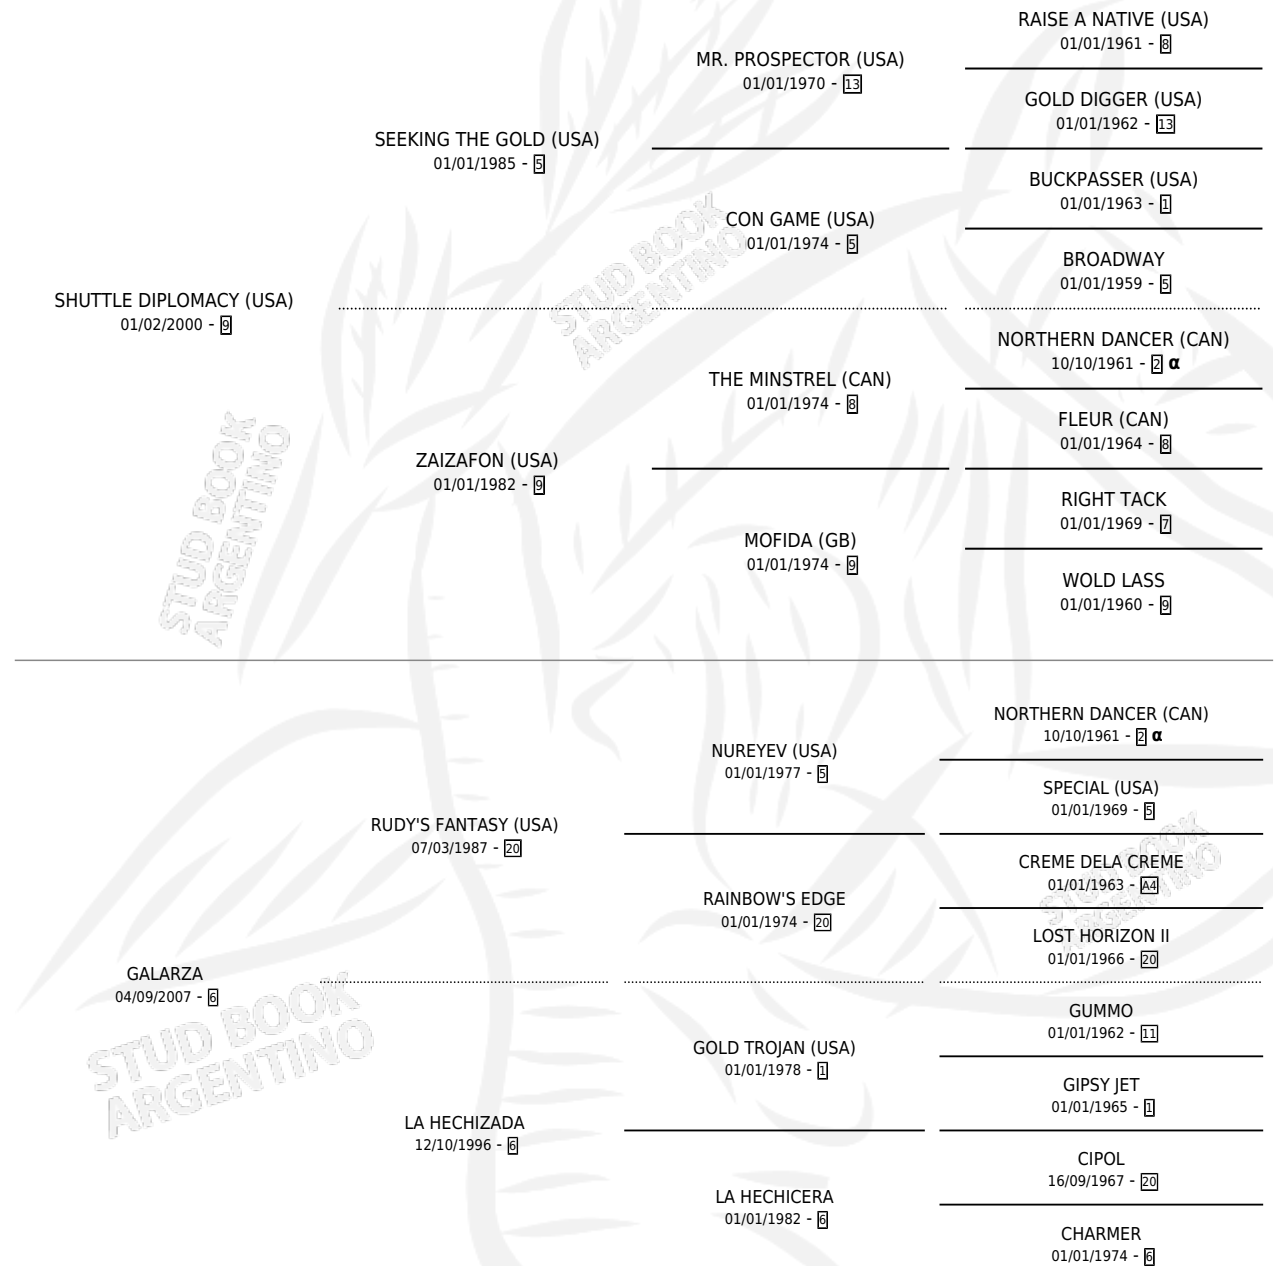 RAISE A NATIVE (USA)
01/01/1961 - 8
MR. PROSPECTOR (USA)
01/01/1970 - 13
GOLD DIGGER (USA)
01/01/1962 - 13
SEEKING THE GOLD (USA)
01/01/1985 - 5
BUCKPASSER (USA)
01/01/1963 - 1
CON GAME (USA)
01/01/1974 - 5
BROADWAY
01/01/1959 - 5
SHUTTLE DIPLOMACY (USA)
01/02/2000 - 9
NORTHERN DANCER (CAN)
10/10/1961 - 2 α
THE MINSTREL (CAN)
01/01/1974 - 8
FLEUR (CAN)
01/01/1964 - 8
ZAIZAFON (USA)
01/01/1982 - 9
RIGHT TACK
01/01/1969 - 7
MOFIDA (GB)
01/01/1974 - 9
WOLD LASS
01/01/1960 - 9
NORTHERN DANCER (CAN)
10/10/1961 - 2 α
NUREYEV (USA)
01/01/1977 - 5
SPECIAL (USA)
01/01/1969 - 5
RUDY'S FANTASY (USA)
07/03/1987 - 20
CREME DELA CREME
01/01/1963 - A4
RAINBOW'S EDGE
01/01/1974 - 20
LOST HORIZON II
01/01/1966 - 20
GALARZA
04/09/2007 - 6
GUMMO
01/01/1962 - 11
GOLD TROJAN (USA)
01/01/1978 - 1
GIPSY JET
01/01/1965 - 1
LA HECHIZADA
12/10/1996 - 6
CIPOL
16/09/1967 - 20
LA HECHICERA
01/01/1982 - 6
CHARMER
01/01/1974 - 6
STUD BOOK
ARGENTINO
STUD BOOK
ARGENTINO
STUD BOOK
ARGENTINO
STUD BOOK
ARGENTINO